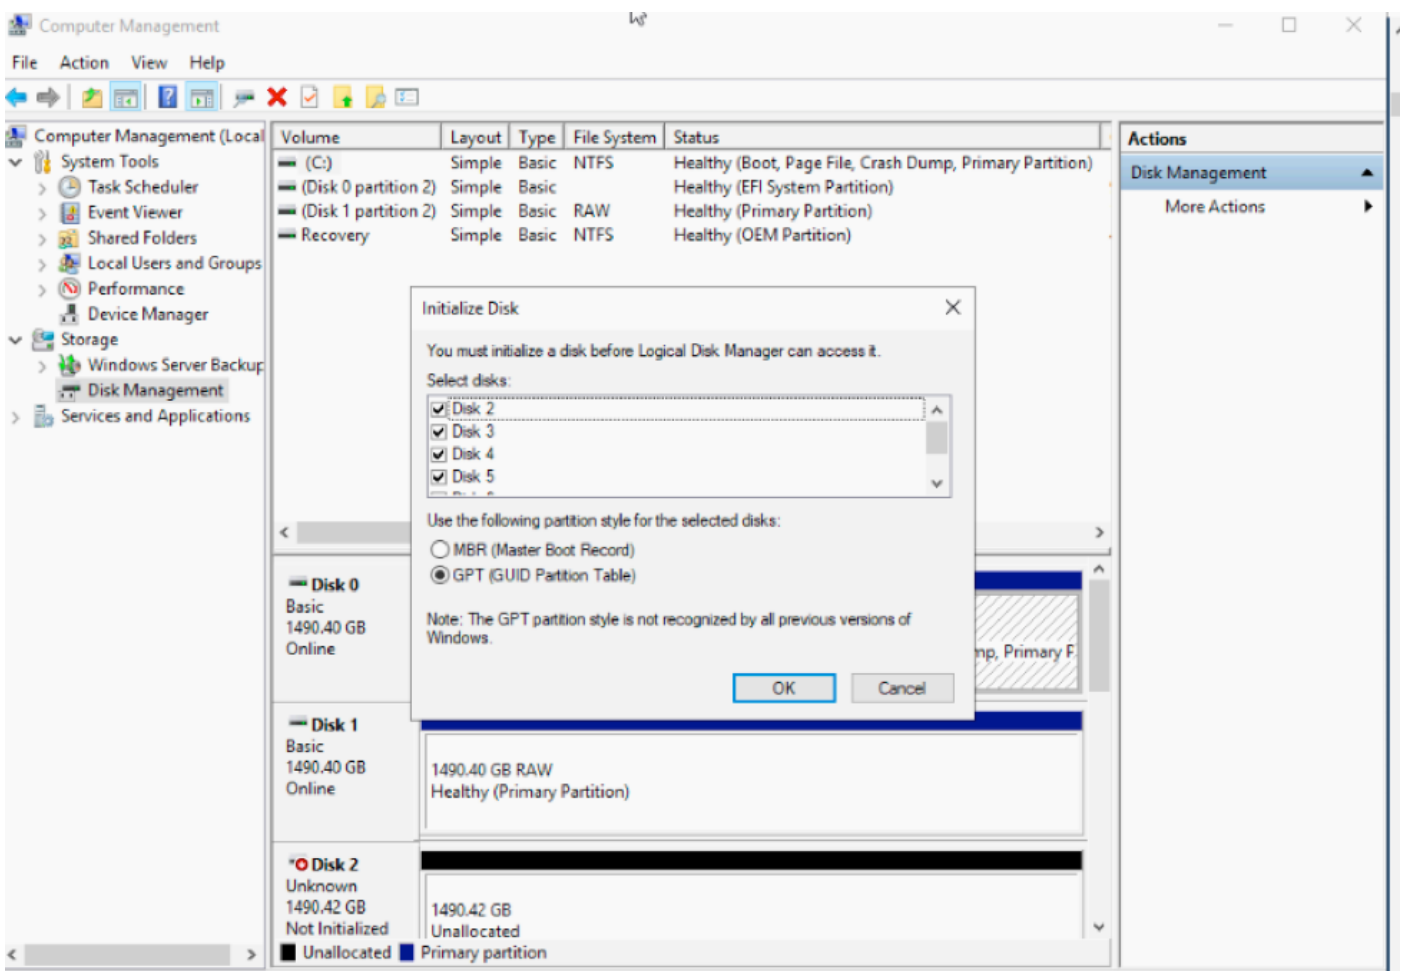 Computer Management
File Action View Help
Computer Management (Local
System Tools
Task Scheduler
Event Viewer
Shared Folders
Local Users and Groups
Performance
Device Manager
Storage
Windows Server Backup
Disk Management
Services and Applications
Volume Layout Type File System Status
(C:) Simple Basic NTFS Healthy (Boot, Page File, Crash Dump, Primary Partition)
(Disk 0 partition 2) Simple Basic Healthy (EFI System Partition)
(Disk 1 partition 2) Simple Basic RAW Healthy (Primary Partition)
Recovery Simple Basic NTFS Healthy (OEM Partition)
Actions
Disk Management
More Actions
Initialize Disk
You must initialize a disk before Logical Disk Manager can access it.
Select disks:
Disk 2
Disk 3
Disk 4
Disk 5
Use the following partition style for the selected disks:
MBR (Master Boot Record)
GPT (GUID Partition Table)
Note: The GPT partition style is not recognized by all previous versions of
Windows.
OK Cancel
Disk 0
Basic
1490.40 GB
Online
mp, Primary P
Disk 1
Basic
1490.40 GB
Online
1490.40 GB RAW
Healthy (Primary Partition)
Disk 2
Unknown
1490.42 GB
Not Initialized
1490.42 GB
Unallocated
Unallocated Primary partition